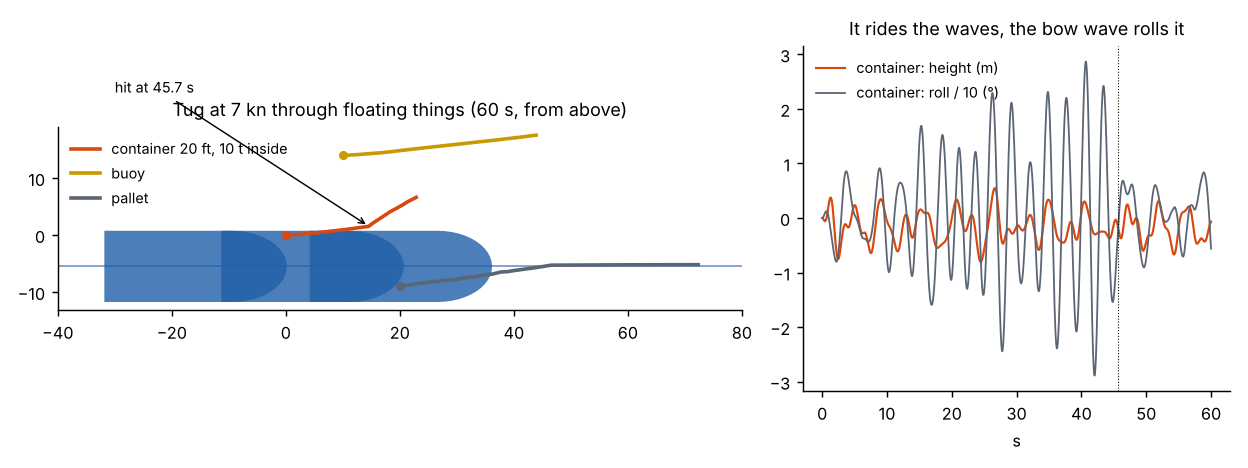 hit at 45.7 s
Tug at 7 kn through floating things (60 s, from above)
container 20 ft, 10 t inside
buoy
pallet
10
0
−10
−40
−20
0
20
40
60
80
It rides the waves, the bow wave rolls it
container: height (m)
container: roll / 10 (°)
3
2
1
0
−1
−2
−3
0
10
20
30
40
50
60
s